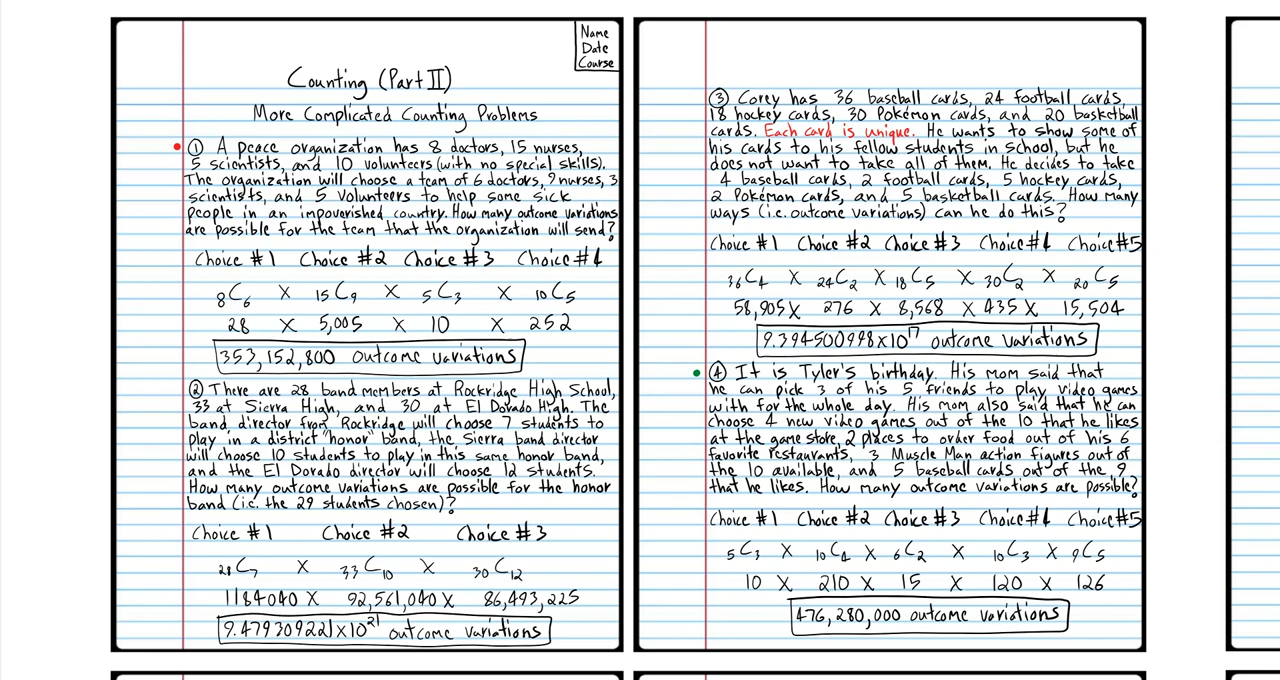 Name
Date
Course
Counting (Part II)
More Complicated Counting Problems
① A peace organization has 8 doctors, 15 nurses,
5 scientists, and 10 volunteers (with no special skills).
The organization will choose a team of 6 doctors, 9 nurses, 3
scientists, and 5 volunteers to help some sick
people in an impoverished country. How many outcome variations
are possible for the team that the organization will send?
Choice #1 Choice #2 Choice #3 Choice #4
₈C₆ X ₁₅C₉ X ₅C₃ X ₁₀C₅
28 X 5,005 X 10 X 252
353,152,800 outcome variations
② There are 28 band members at Rockridge High School,
33 at Sierra High, and 30 at El Dorado High. The
band director from Rockridge will choose 7 students to
play in a district "honor" band, the Sierra band director
will choose 10 students to play in this same honor band,
and the El Dorado director will choose 12 students.
How many outcome variations are possible for the honor
band (i.e. the 29 students chosen)?
Choice #1 Choice #2 Choice #3
₂₈C₇ X ₃₃C₁₀ X ₃₀C₁₂
1184040 X 92,561,040 X 86,493,225
9.479309221x10²¹ outcome variations
③ Corey has 36 baseball cards, 24 football cards,
18 hockey cards, 30 Pokémon cards, and 20 basketball
cards. Each card is unique. He wants to show some of
his cards to his fellow students in school, but he
does not want to take all of them. He decides to take
4 baseball cards, 2 football cards, 5 hockey cards,
2 Pokémon cards, and 5 basketball cards. How many
ways (i.e. outcome variations) can he do this?
Choice #1 Choice #2 Choice #3 Choice #4 Choice #5
₃₆C₄ X ₂₄C₂ X ₁₈C₅ X ₃₀C₂ X ₂₀C₅
58,905 X 276 X 8,568 X 435 X 15,504
9.394500998x10¹⁷ outcome variations
④ It is Tyler's birthday. His mom said that
he can pick 3 of his 5 friends to play video games
with for the whole day. His mom also said that he can
choose 4 new video games out of the 10 that he likes
at the game store, 2 places to order food out of his 6
favorite restaurants, 3 Muscle Man action figures out of
the 10 available, and 5 baseball cards out of the 9
that he likes. How many outcome variations are possible?
Choice #1 Choice #2 Choice #3 Choice #4 Choice #5
₅C₃ X ₁₀C₄ X ₆C₂ X ₁₀C₃ X ₉C₅
10 X 210 X 15 X 120 X 126
476,280,000 outcome variations